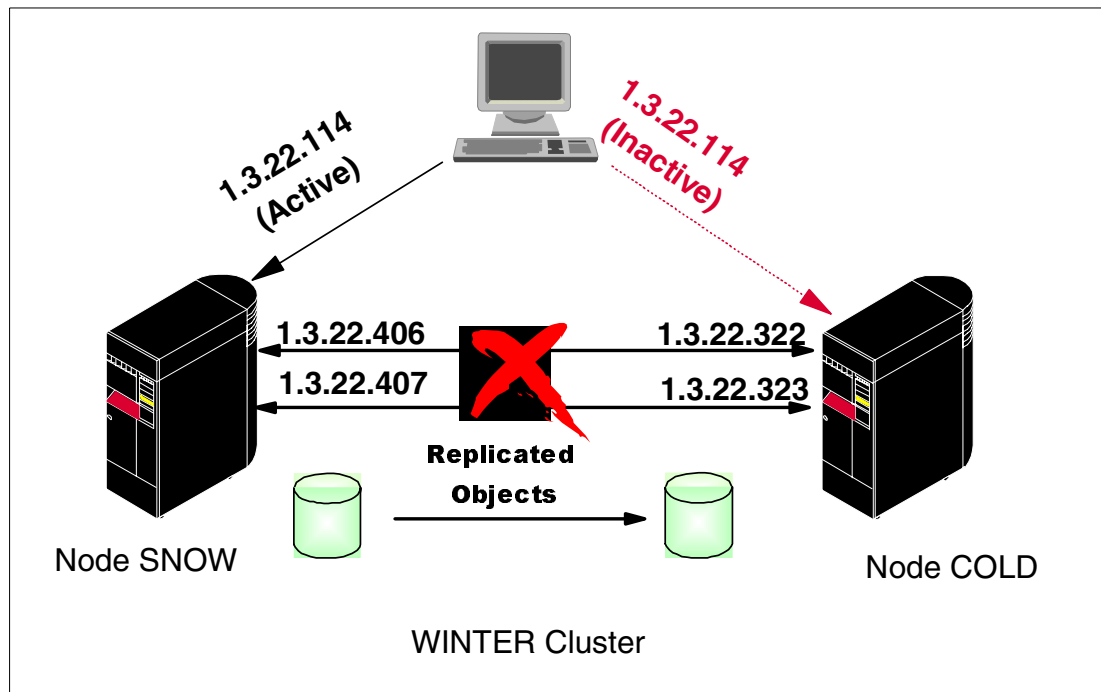 1.3.22.114
(Active)
1.3.22.114
(Inactive)
1.3.22.406
1.3.22.322
1.3.22.407
1.3.22.323
Replicated
Objects
Node SNOW
Node COLD
WINTER Cluster